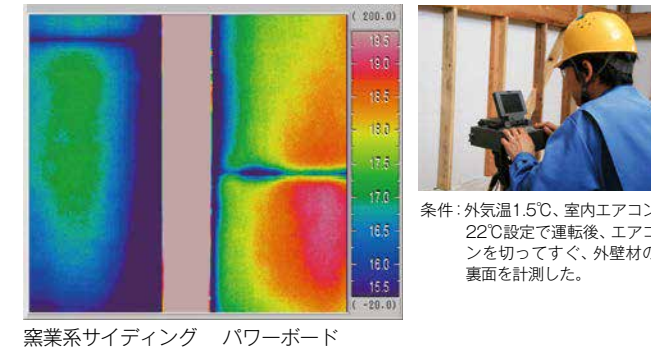 ( 200.0)
19.5
19.0
18.5
18.0
17.5
17.0
16.5
16.0
15.5
( -20.0)
条件：外気温1.5℃、室内エアコン
22℃設定で運転後、エアコ
ンを切ってすぐ、外壁材の
裏面を計測した。
窯業系サイディング パワーボード